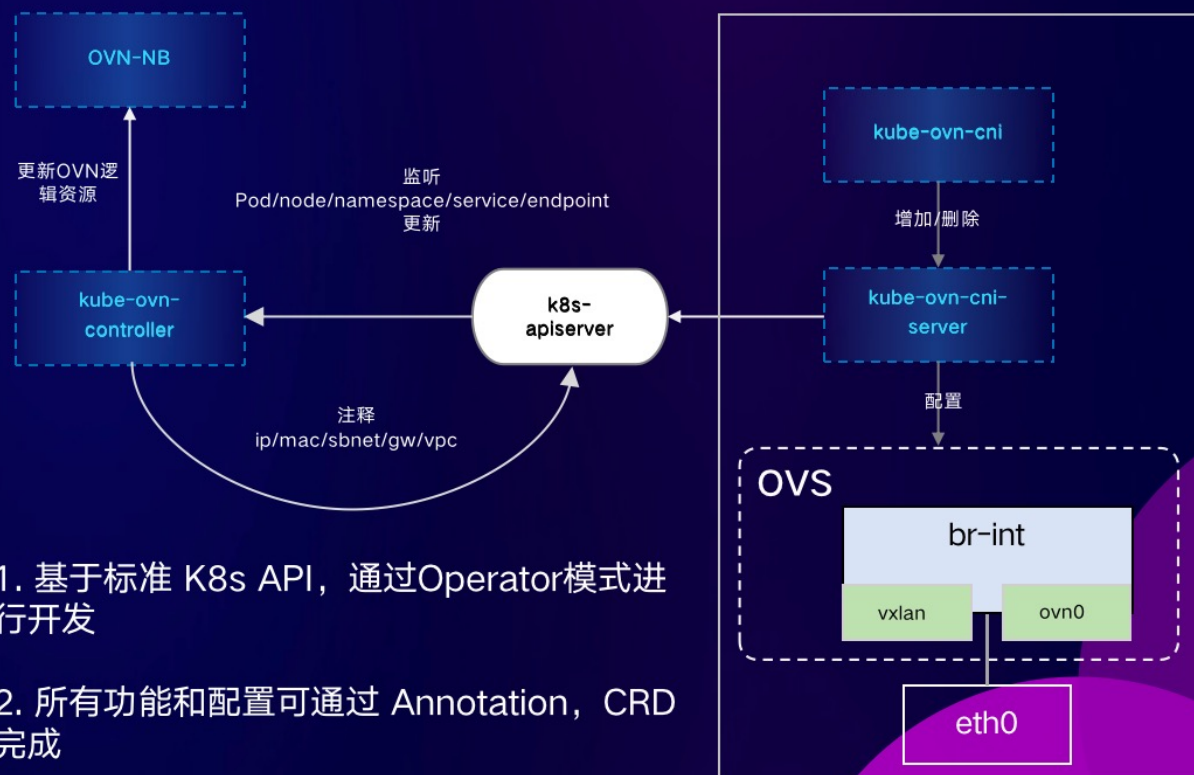 OVN-NB
更新OVN逻
辑资源
监听
Pod/node/namespace/service/endpoint
更新
kube-ovn-
controller
k8s-
apiserver
注释
ip/mac/sbnet/gw/vpc
1. 基于标准 K8s API，通过Operator模式进
行开发
2. 所有功能和配置可通过 Annotation，CRD
完成
kube-ovn-cni
增加/删除
kube-ovn-cni-
server
配置
OVS
br-int
vxlan
ovn0
eth0